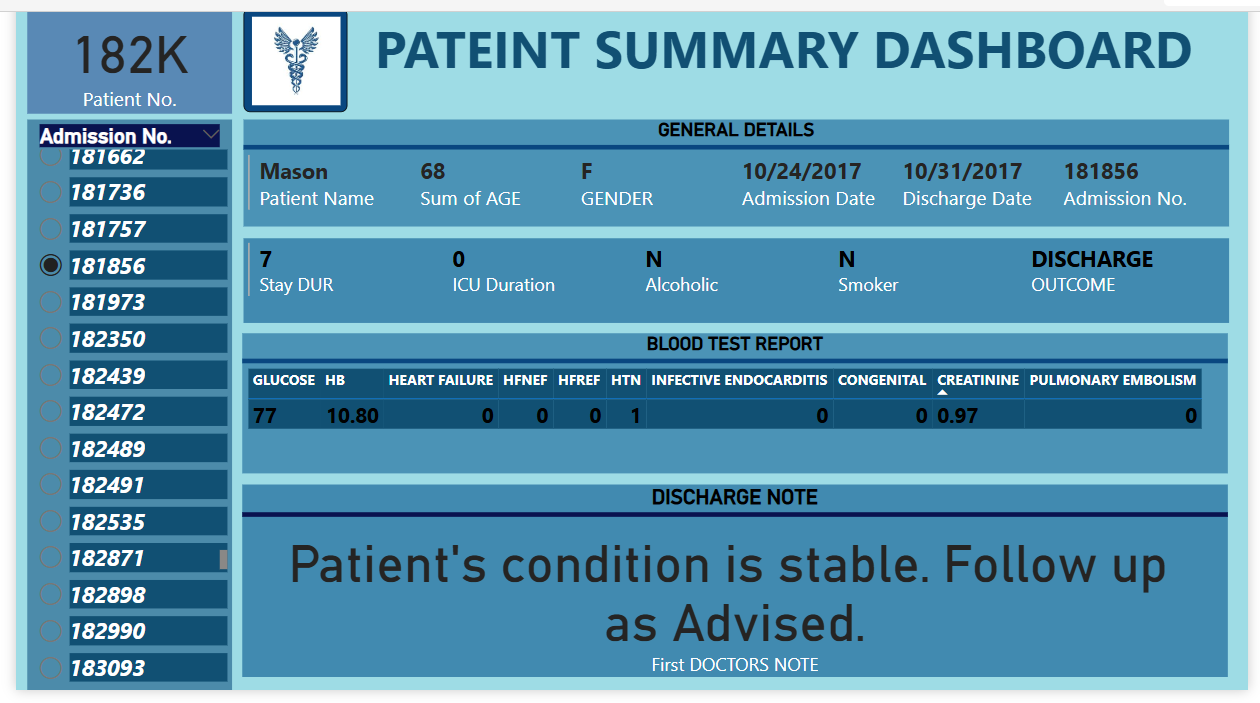 182K
Patient No.
PATEINT SUMMARY DASHBOARD
Admission No.
181662
181736
181757
181856
181973
182350
182439
182472
182489
182491
182535
182871
182898
182990
183093
GENERAL DETAILS
Mason 68 F 10/24/2017 10/31/2017 181856
Patient Name Sum of AGE GENDER Admission Date Discharge Date Admission No.
7 0 N N DISCHARGE
Stay DUR ICU Duration Alcoholic Smoker OUTCOME
BLOOD TEST REPORT
GLUCOSE HB HEART FAILURE HFNEF HFREF HTN INFECTIVE ENDOCARDITIS CONGENITAL CREATININE PULMONARY EMBOLISM
77 10.80 0 0 0 1 0 0 0.97 0
DISCHARGE NOTE
Patient's condition is stable. Follow up
as Advised.
First DOCTORS NOTE